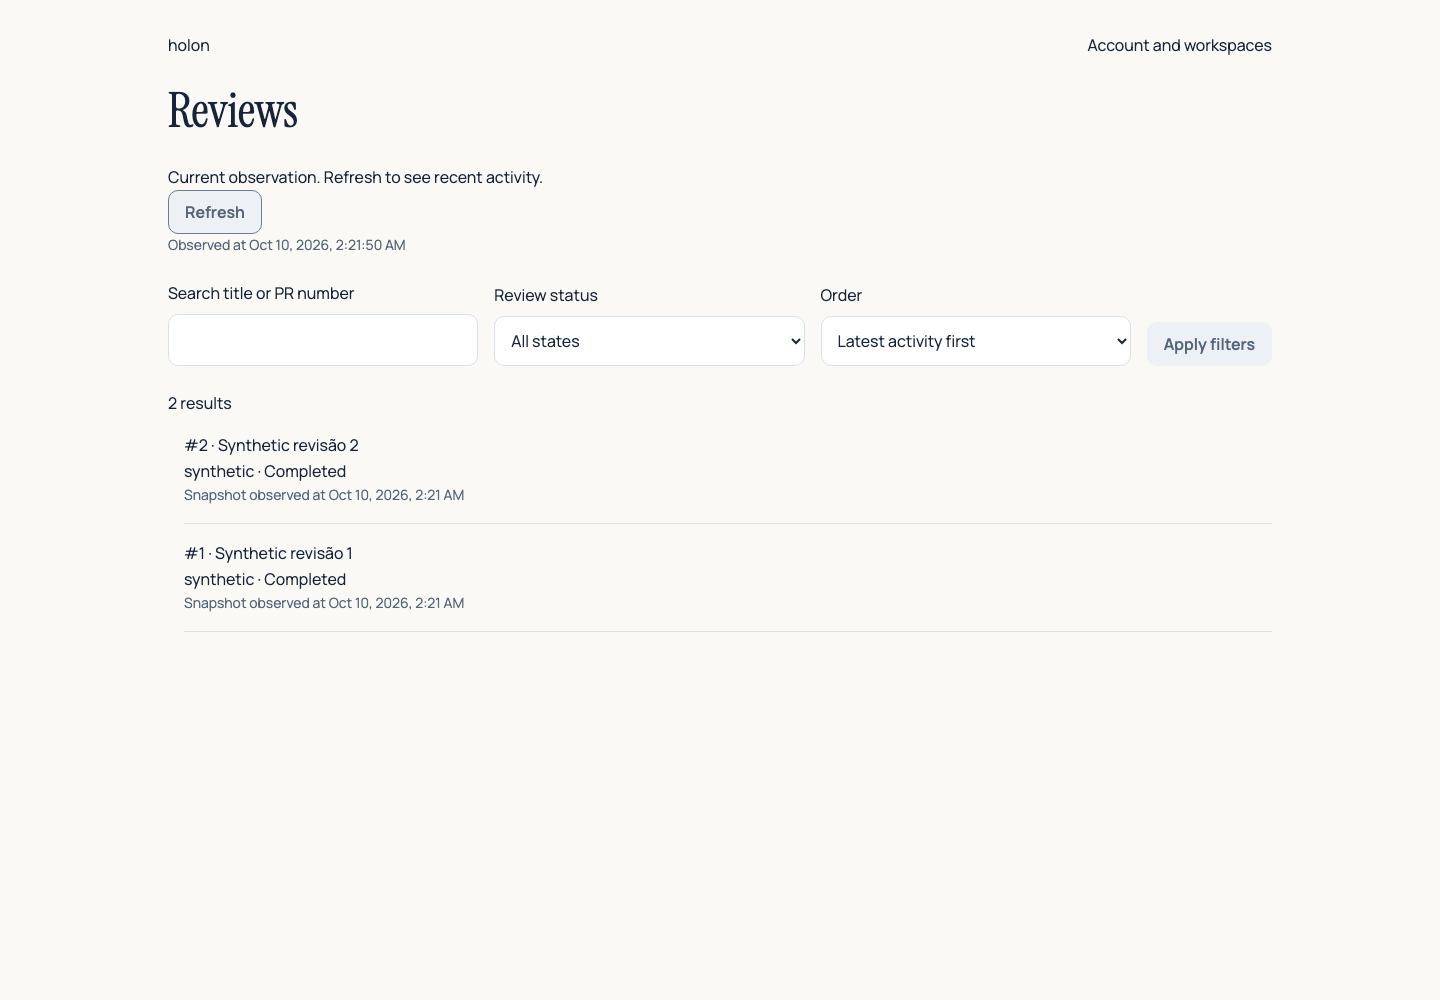 holon
Account and workspaces
Reviews
Current observation. Refresh to see recent activity.
Refresh
Observed at Oct 10, 2026, 2:21:50 AM
Search title or PR number
Review status
Order
All states
Latest activity first
Apply filters
2 results
#2 · Synthetic revisão 2
synthetic · Completed
Snapshot observed at Oct 10, 2026, 2:21 AM
#1 · Synthetic revisão 1
synthetic · Completed
Snapshot observed at Oct 10, 2026, 2:21 AM